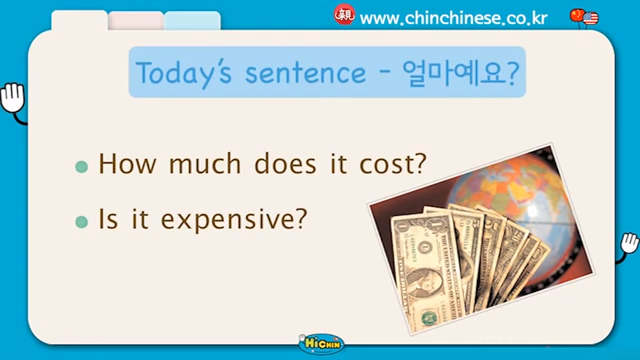 親 www.chinchinese.co.kr
Today's sentence - 얼마예요?
How much does it cost?
Is it expensive?
HiCHIN